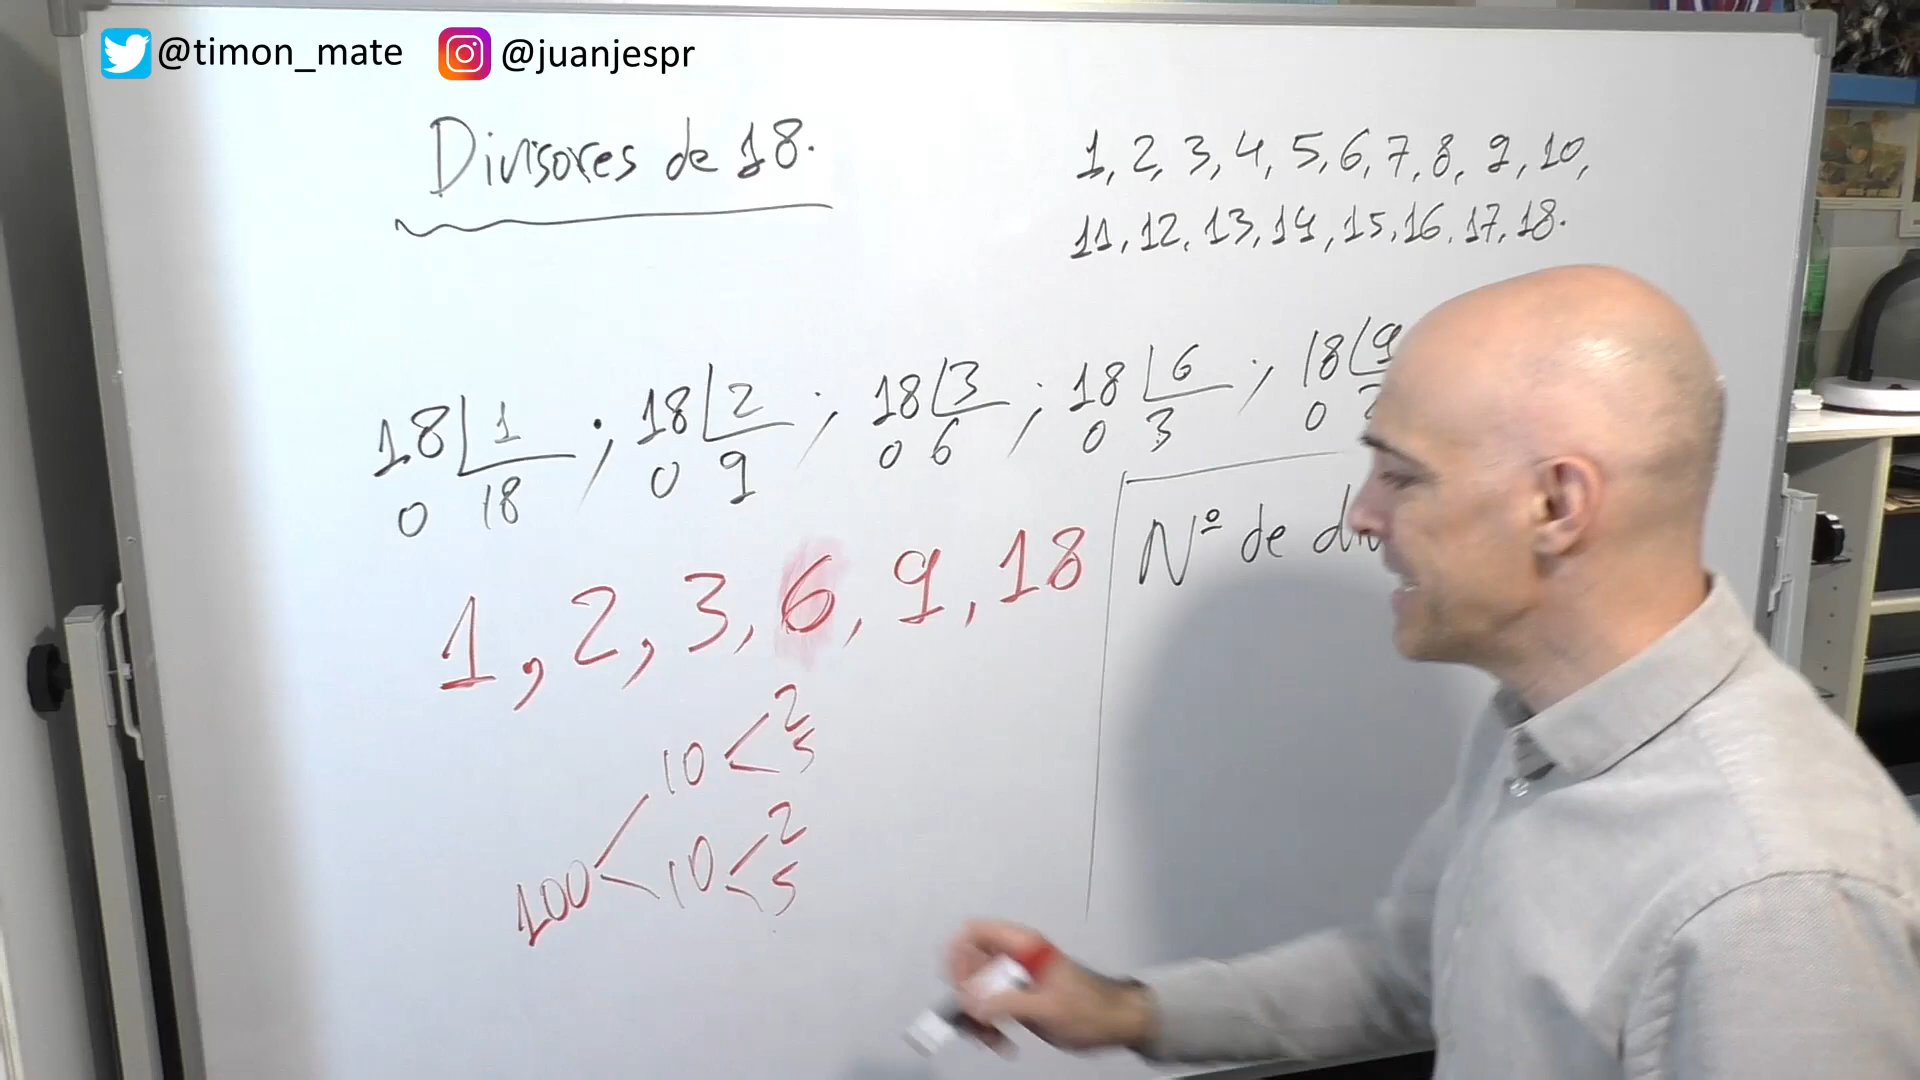 @timon_mate @juanjespr
Divisores de 18.
1, 2, 3, 4, 5, 6, 7, 8, 9, 10,
11, 12, 13, 14, 15, 16, 17, 18.
18 | 1 ; 18 | 2 ; 18 | 3 ; 18 | 6 ; 18 | 9
0 18 0 9 0 6 0 3 0
Nº de
1, 2, 3, 6, 9, 18
2
10 < 5
2
100 < 10 < 5